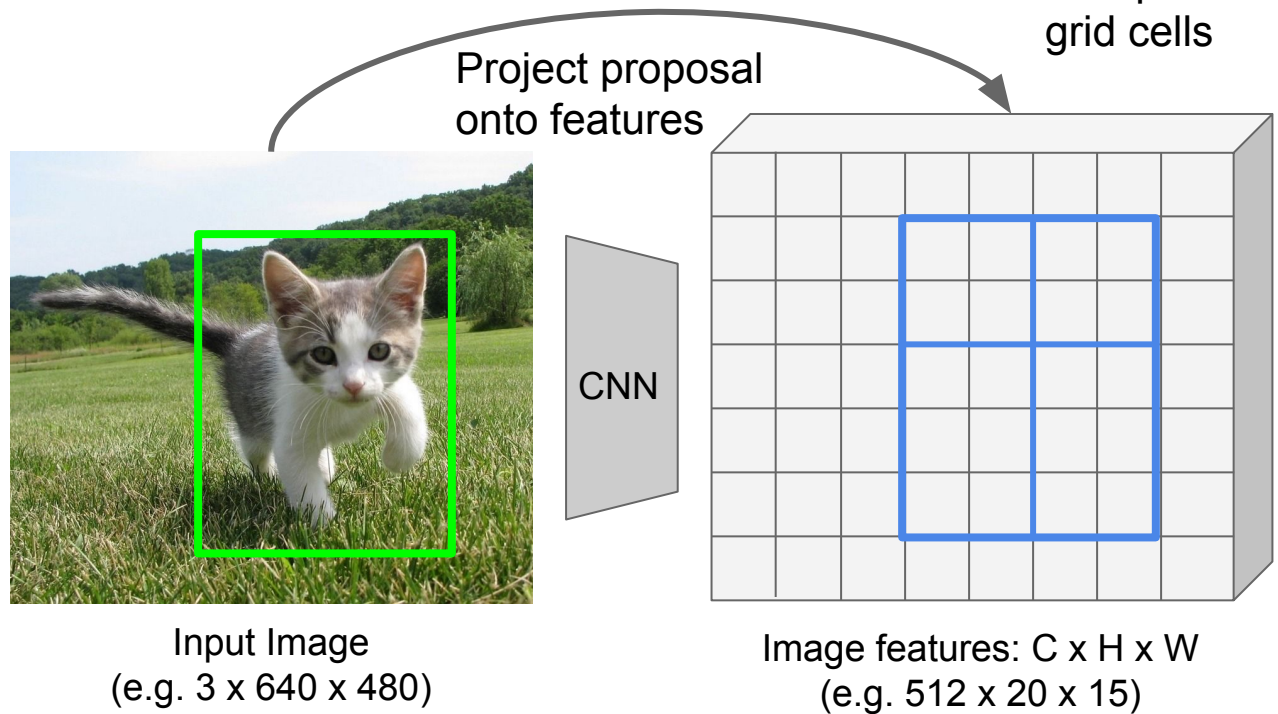 grid cells
Project proposal
onto features
CNN
Input Image
(e.g. 3 x 640 x 480)
Image features: C x H x W
(e.g. 512 x 20 x 15)